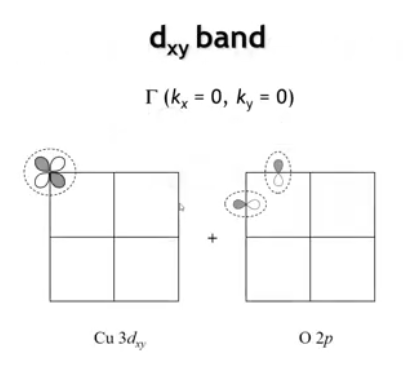 dxy band
Γ (kx = 0, ky = 0)
+
Cu 3dxy
O 2p